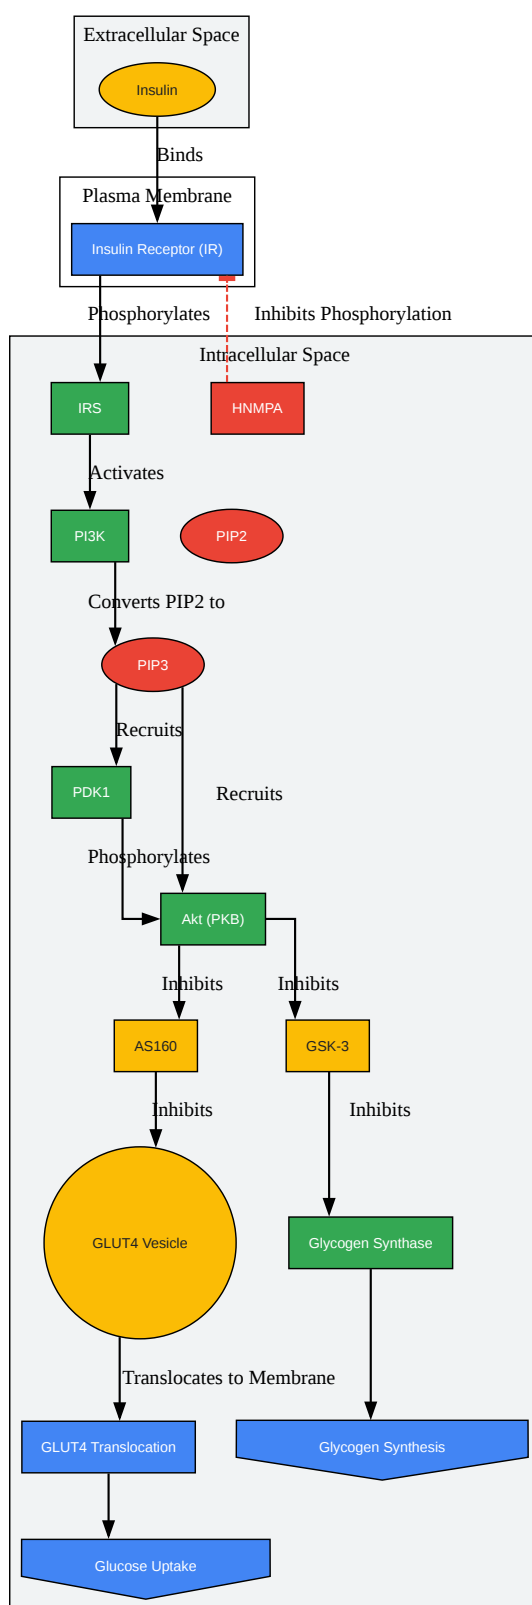 Extracellular Space
Insulin
Binds
Plasma Membrane
Insulin Receptor (IR)
Phosphorylates
Inhibits Phosphorylation
Intracellular Space
IRS
HNMPA
Activates
PI3K
PIP2
Converts PIP2 to
PIP3
Recruits
PDK1
Recruits
Phosphorylates
Akt (PKB)
Inhibits
Inhibits
AS160
GSK-3
Inhibits
Inhibits
GLUT4 Vesicle
Glycogen Synthase
Translocates to Membrane
GLUT4 Translocation
Glycogen Synthesis
Glucose Uptake